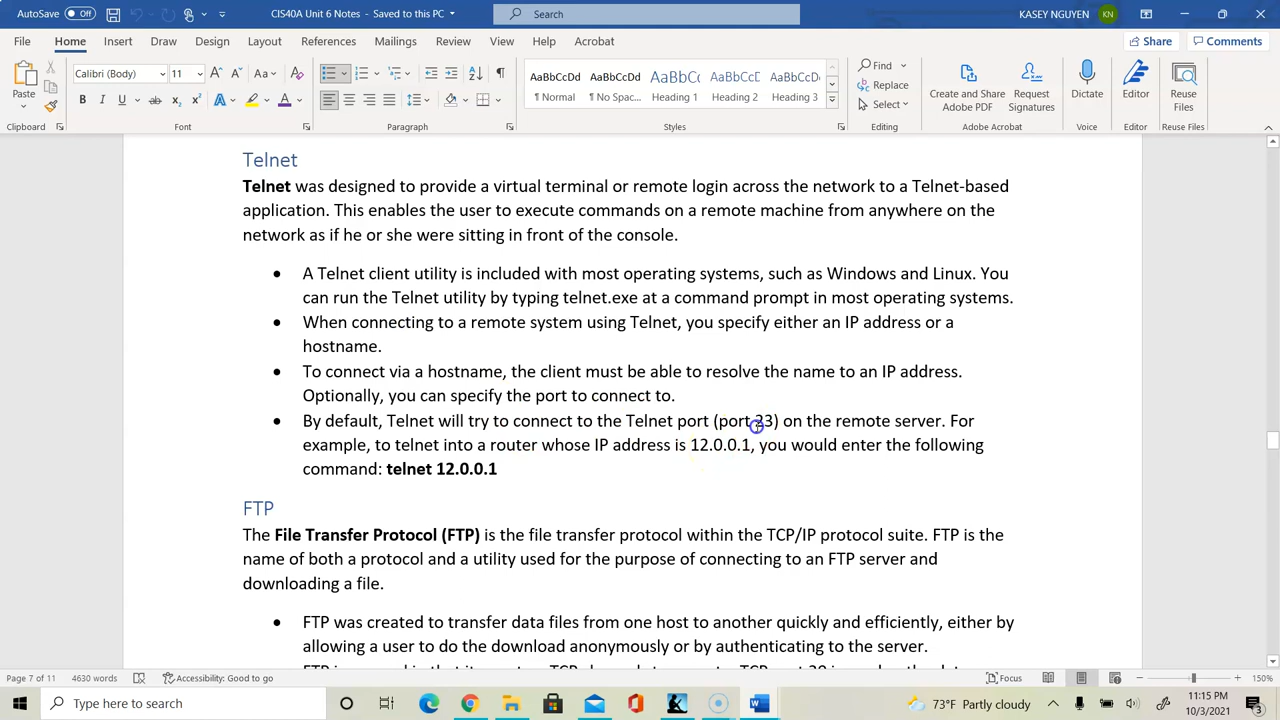 AutoSave Off CIS40A Unit 6 Notes - Saved to this PC Search KASEY NGUYEN KN
File Home Insert Draw Design Layout References Mailings Review View Help Acrobat Share Comments
Paste Calibri (Body) 11 AaBbCcDd AaBbCcDd AaBbCc AaBbCcD AaBbCcD
¶ Normal ¶ No Spac... Heading 1 Heading 2 Heading 3
Find
Replace
Select
Create and Share Adobe PDF Request Signatures Dictate Editor Reuse Files
Clipboard Font Paragraph Styles Editing Adobe Acrobat Voice Editor Reuse Files
Telnet
Telnet was designed to provide a virtual terminal or remote login across the network to a Telnet-based
application. This enables the user to execute commands on a remote machine from anywhere on the
network as if he or she were sitting in front of the console.
• A Telnet client utility is included with most operating systems, such as Windows and Linux. You
can run the Telnet utility by typing telnet.exe at a command prompt in most operating systems.
• When connecting to a remote system using Telnet, you specify either an IP address or a
hostname.
• To connect via a hostname, the client must be able to resolve the name to an IP address.
Optionally, you can specify the port to connect to.
• By default, Telnet will try to connect to the Telnet port (port 23) on the remote server. For
example, to telnet into a router whose IP address is 12.0.0.1, you would enter the following
command: telnet 12.0.0.1
FTP
The File Transfer Protocol (FTP) is the file transfer protocol within the TCP/IP protocol suite. FTP is the
name of both a protocol and a utility used for the purpose of connecting to an FTP server and
downloading a file.
• FTP was created to transfer data files from one host to another quickly and efficiently, either by
allowing a user to do the download anonymously or by authenticating to the server.
Page 7 of 11 4630 words Accessibility: Good to go Focus 150%
Type here to search 73°F Partly cloudy 11:15 PM
10/3/2021 3